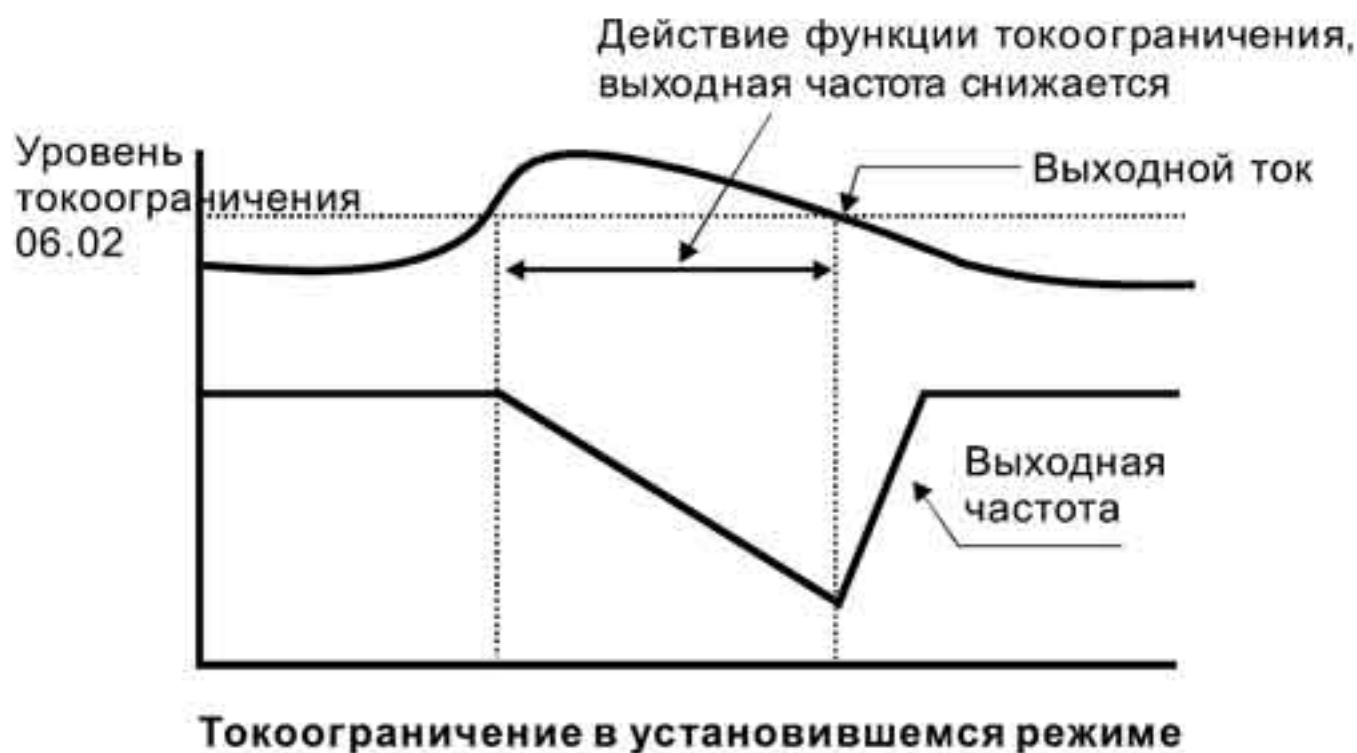 Действие функции токоограничения,
выходная частота снижается
Уровень
токоограничения
06.02
Выходной ток
Выходная
частота
Токоограничение в установившемся режиме